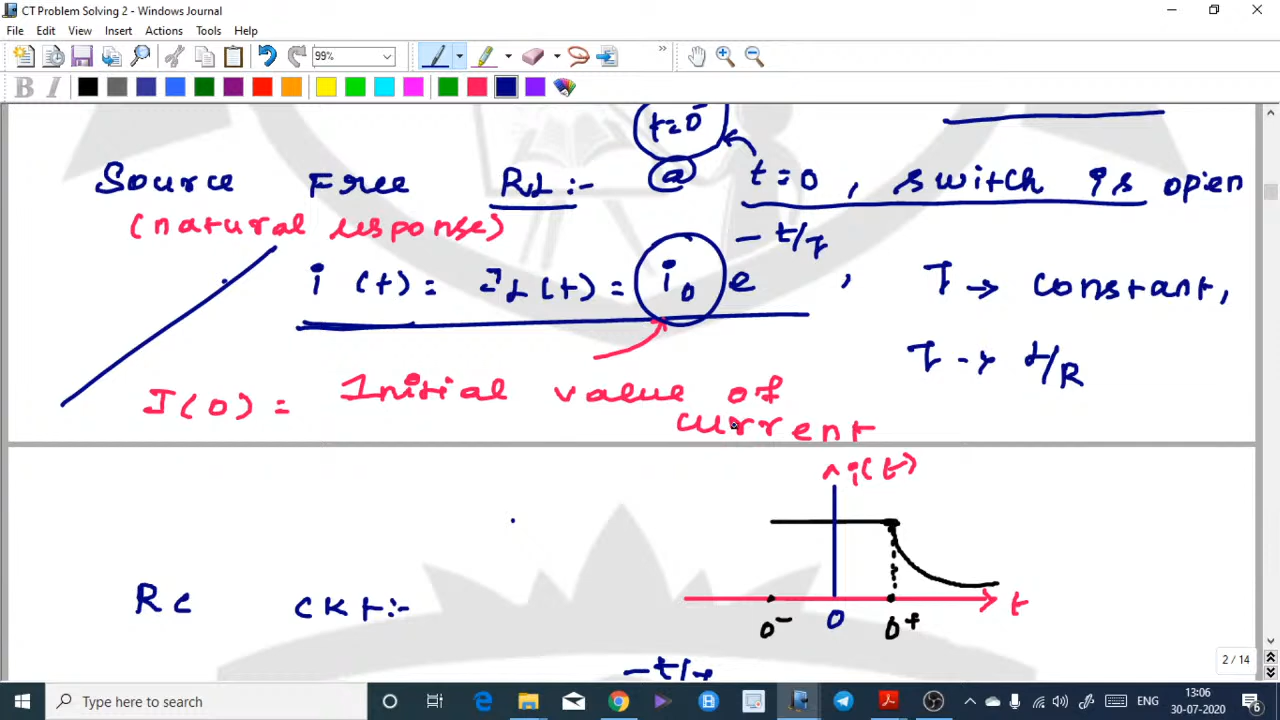 CT Problem Solving 2 - Windows Journal
File Edit View Insert Actions Tools Help
99%
B I
t=0⁻
Source Free R,L :- @ t=0 , switch is open
(natural response)
i (t) = IL(t) = i₀ e^(-t/T) , T → constant,
T → L/R
I(0) = Initial value of
current
i(t)
RC CKT:-
0⁻ 0 0⁺ t
2 / 14
Type here to search
ENG
13:06
30-07-2020
6